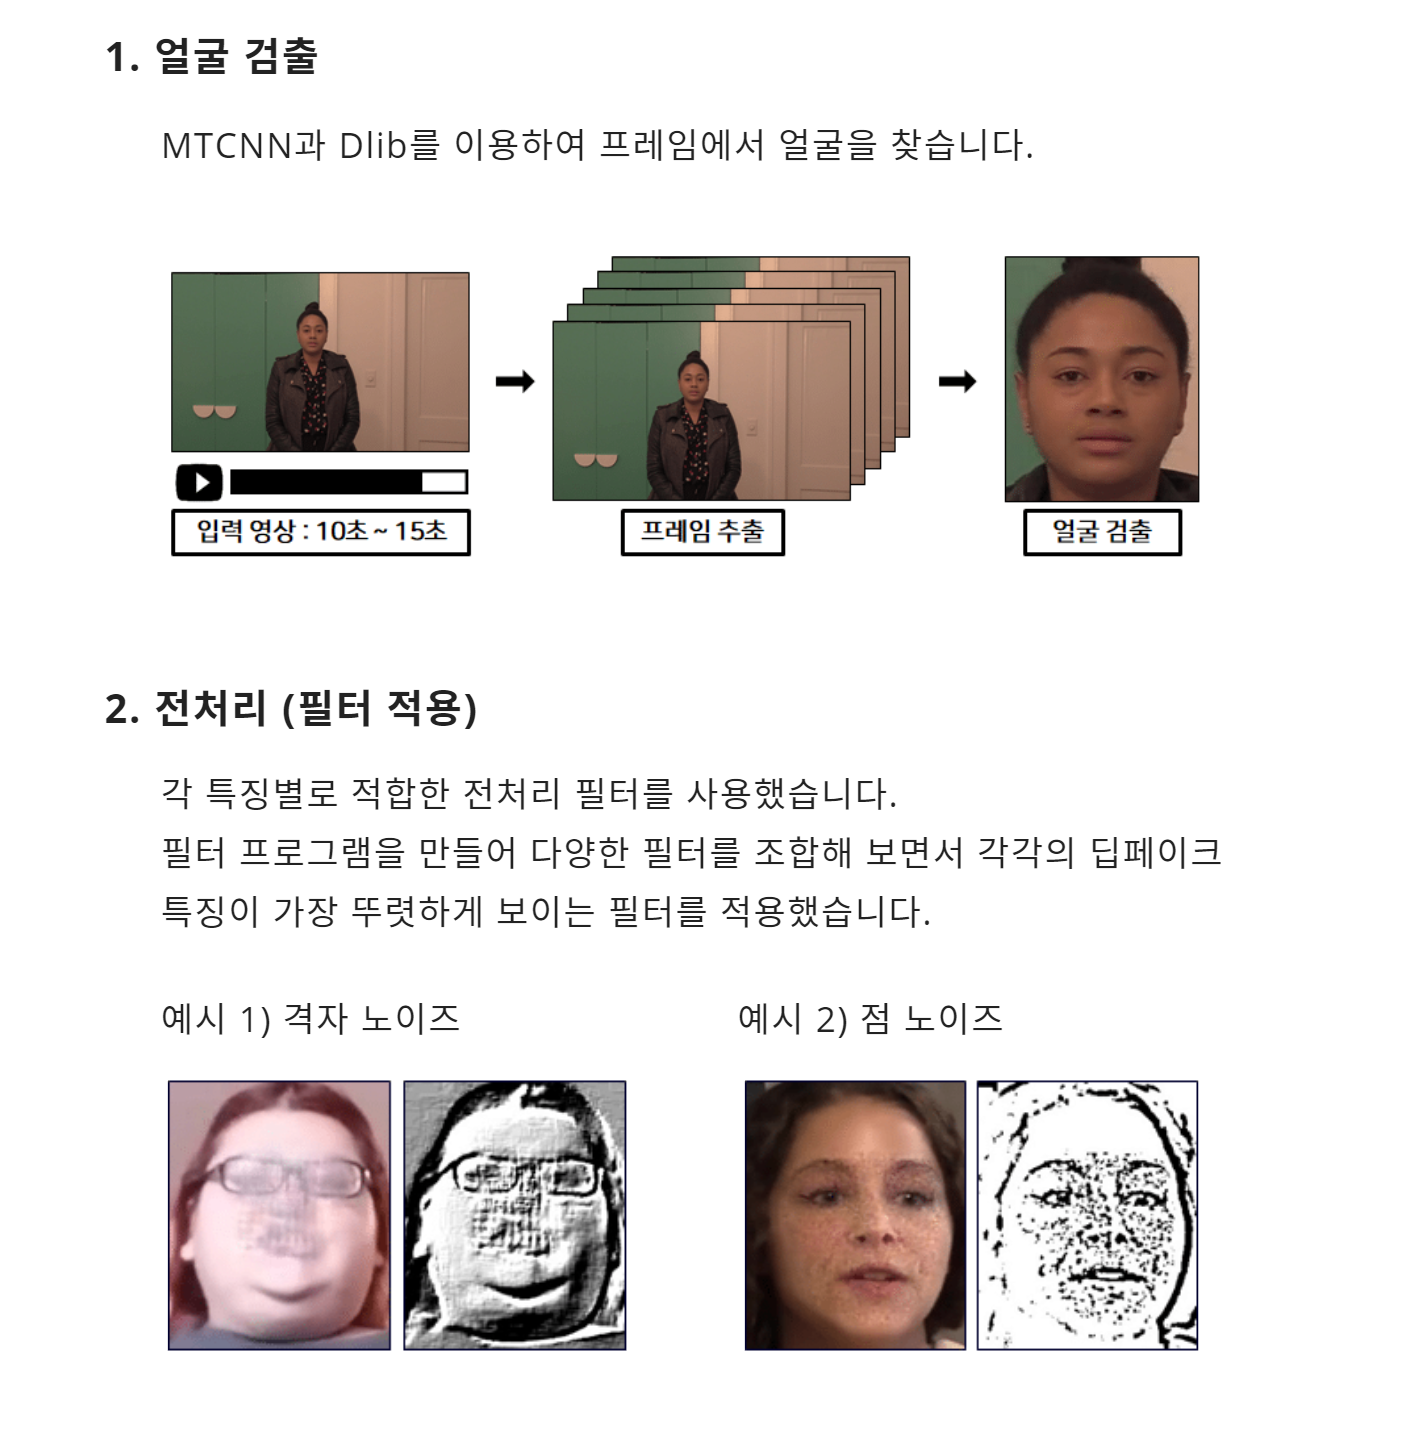 1. 얼굴 검출
MTCNN과 Dlib를 이용하여 프레임에서 얼굴을 찾습니다.
입력 영상 : 10초 ~ 15초
프레임 추출
얼굴 검출
2. 전처리 (필터 적용)
각 특징별로 적합한 전처리 필터를 사용했습니다.
필터 프로그램을 만들어 다양한 필터를 조합해 보면서 각각의 딥페이크
특징이 가장 뚜렷하게 보이는 필터를 적용했습니다.
예시 1) 격자 노이즈
예시 2) 점 노이즈